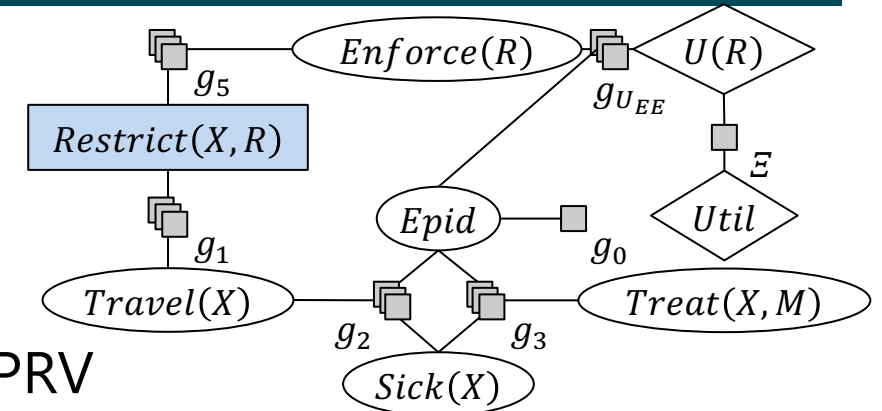 Enforce(R)
U(R)
g₅
g_{U_{EE}}
Restrict(X, R)
Ξ
Epid
Util
g₁
g₀
Travel(X)
Treat(X, M)
g₂
g₃
PRV
Sick(X)